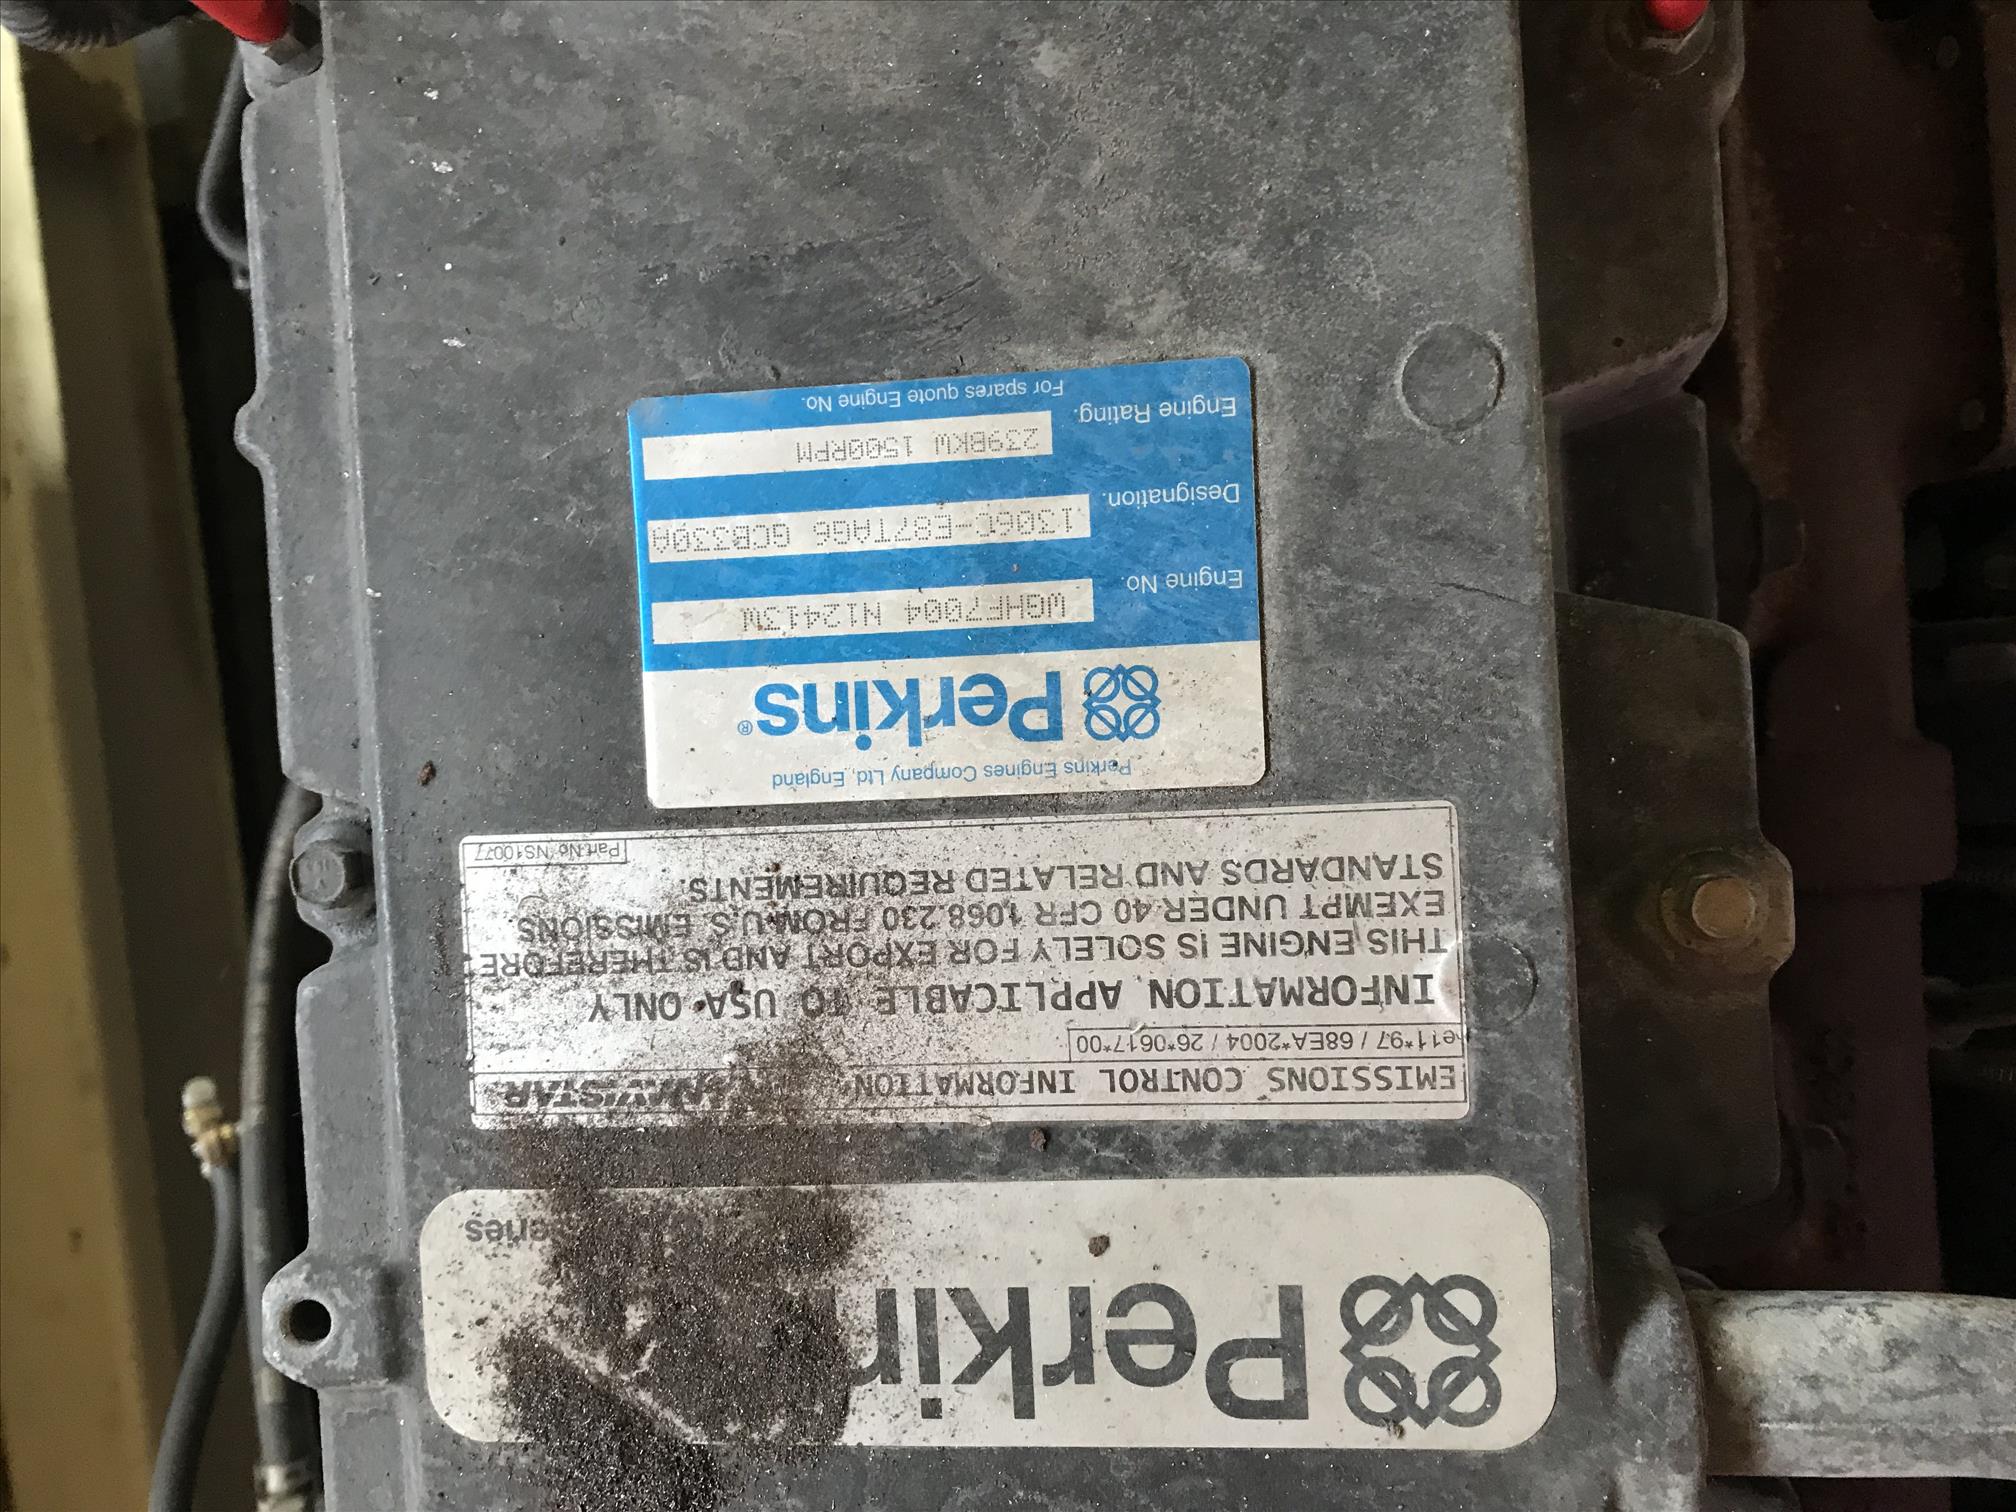 Perkin
eries
EMISSIONS CONTROL INFORMATION NAVISTAR
e11*97 / 68EA*2004 / 26*0617*00
INFORMATION APPLICABLE TO USA ONLY
THIS ENGINE IS SOLELY FOR EXPORT AND IS THEREFORE
EXEMPT UNDER 40 CFR 1068.230 FROM U.S. EMISSIONS
STANDARDS AND RELATED REQUIREMENTS.
Part No NS10077
Perkins Engines Company Ltd, England
Perkins®
Engine No. WGHF7004 N12413N
Designation. 1306C-E87TAG6 GCB330A
Engine Rating. 239BKW 1500RPM
For spares quote Engine No.